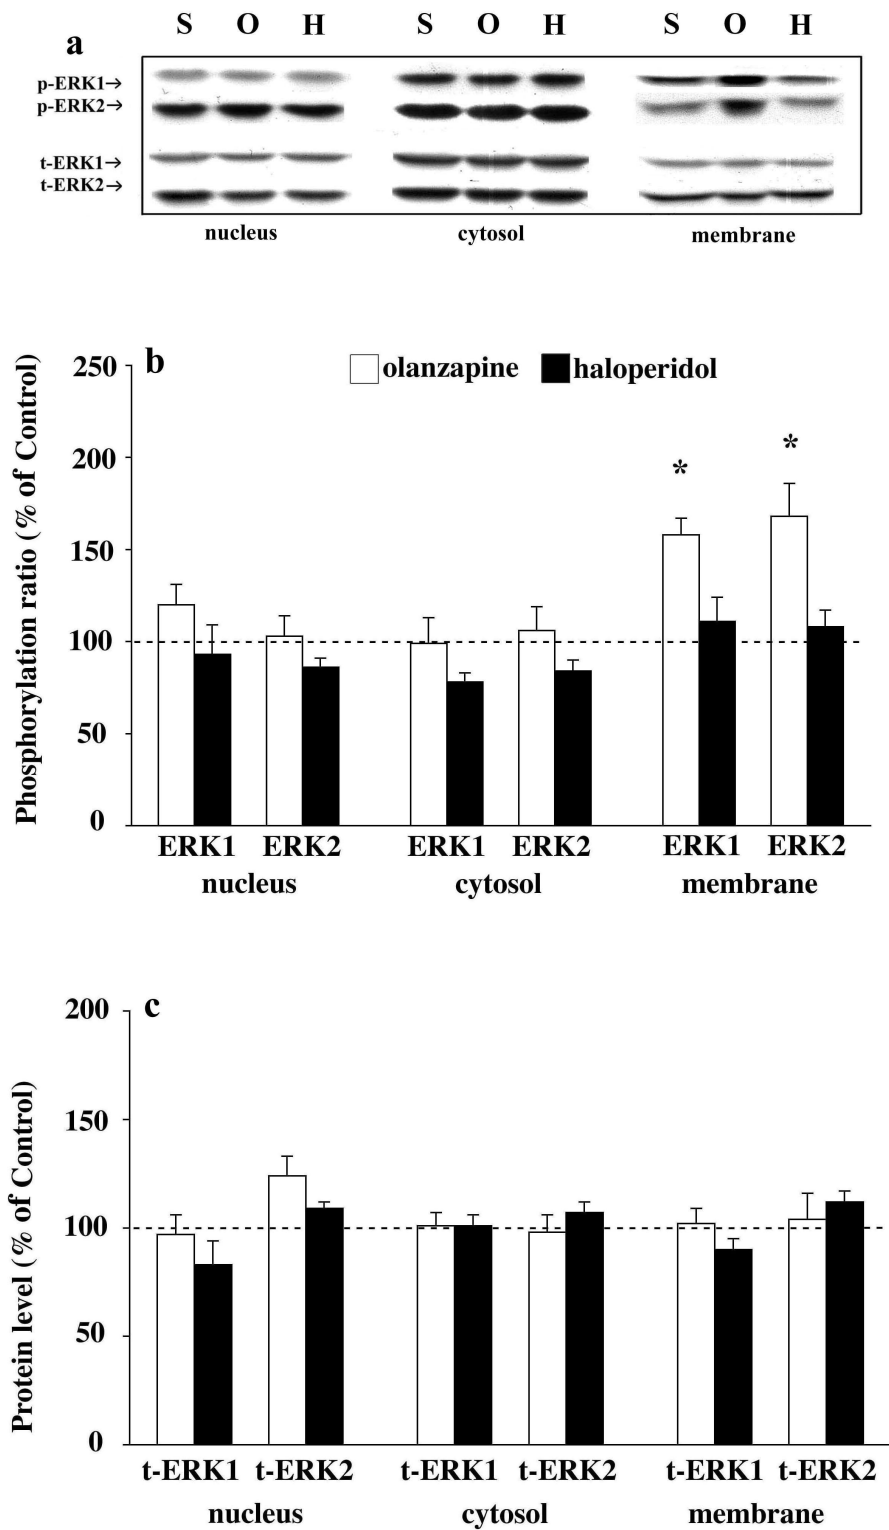 S O H S O H S O H
a
p-ERK1→
p-ERK2→
t-ERK1→
t-ERK2→
nucleus cytosol membrane
b
olanzapine haloperidol
Phosphorylation ratio (% of Control)
250
200
150
100
50
0
* *
ERK1 ERK2 ERK1 ERK2 ERK1 ERK2
nucleus cytosol membrane
c
Protein level (% of Control)
200
150
100
50
0
t-ERK1 t-ERK2 t-ERK1 t-ERK2 t-ERK1 t-ERK2
nucleus cytosol membrane